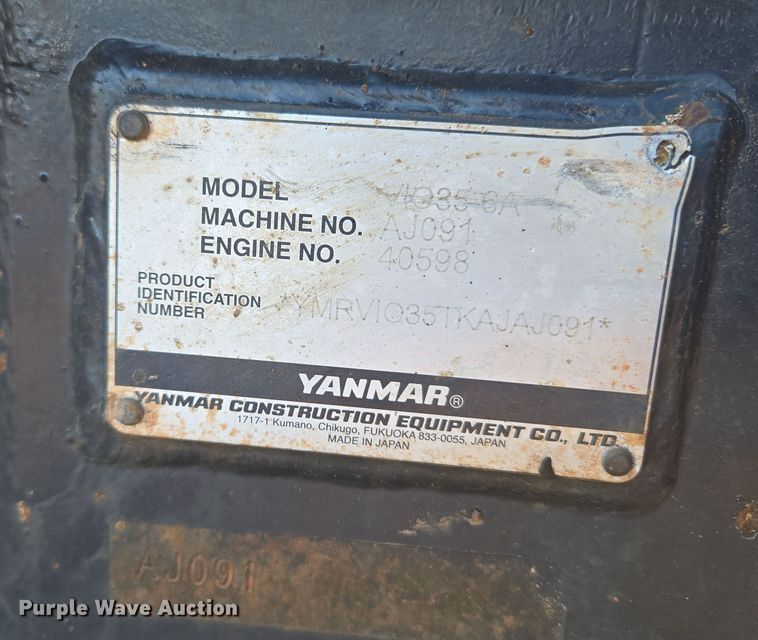 MODEL VIO35-6A
MACHINE NO. AJ091
ENGINE NO. 40598
PRODUCT
IDENTIFICATION
NUMBER *YMRVIO35TKAJAJ091*
YANMAR®
YANMAR CONSTRUCTION EQUIPMENT CO., LTD.
1717-1 Kumano, Chikugo, FUKUOKA 833-0055, JAPAN
MADE IN JAPAN
AJ091
Purple Wave Auction